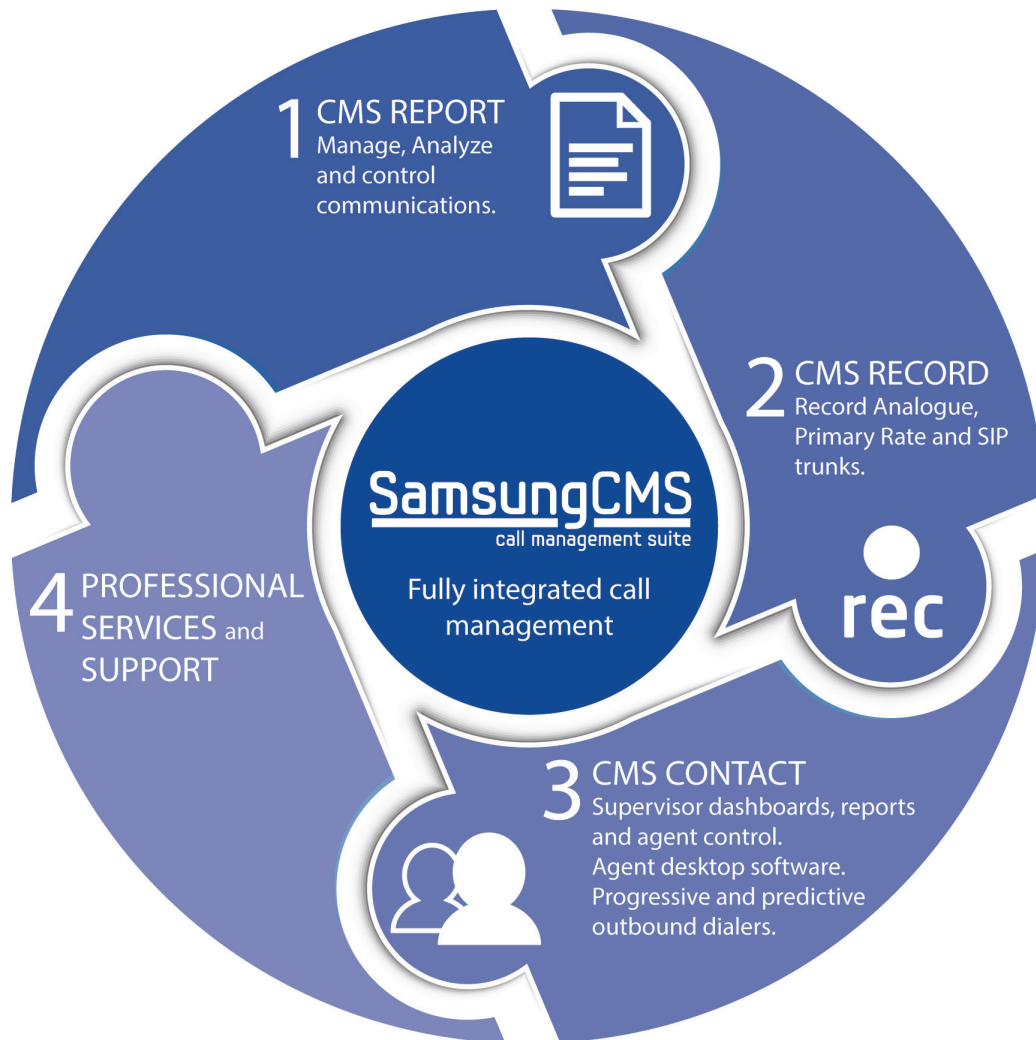 1 CMS REPORT
Manage, Analyze
and control
communications.
2 CMS RECORD
Record Analogue,
Primary Rate and SIP
trunks.
rec
SamsungCMS
call management suite
Fully integrated call
management
3 CMS CONTACT
Supervisor dashboards, reports
and agent control.
Agent desktop software.
Progressive and predictive
outbound dialers.
4 PROFESSIONAL
SERVICES and
SUPPORT